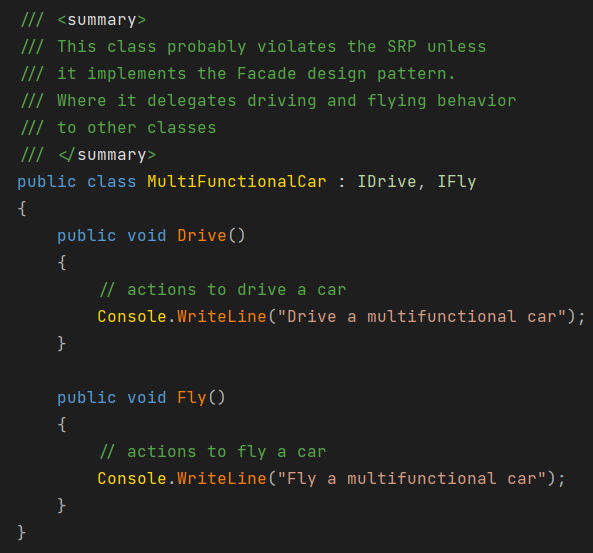 /// <summary>
/// This class probably violates the SRP unless
/// it implements the Facade design pattern.
/// Where it delegates driving and flying behavior
/// to other classes
/// </summary>
public class MultiFunctionalCar : IDrive, IFly
{
    public void Drive()
    {
        // actions to drive a car
        Console.WriteLine("Drive a multifunctional car");
    }

    public void Fly()
    {
        // actions to fly a car
        Console.WriteLine("Fly a multifunctional car");
    }
}